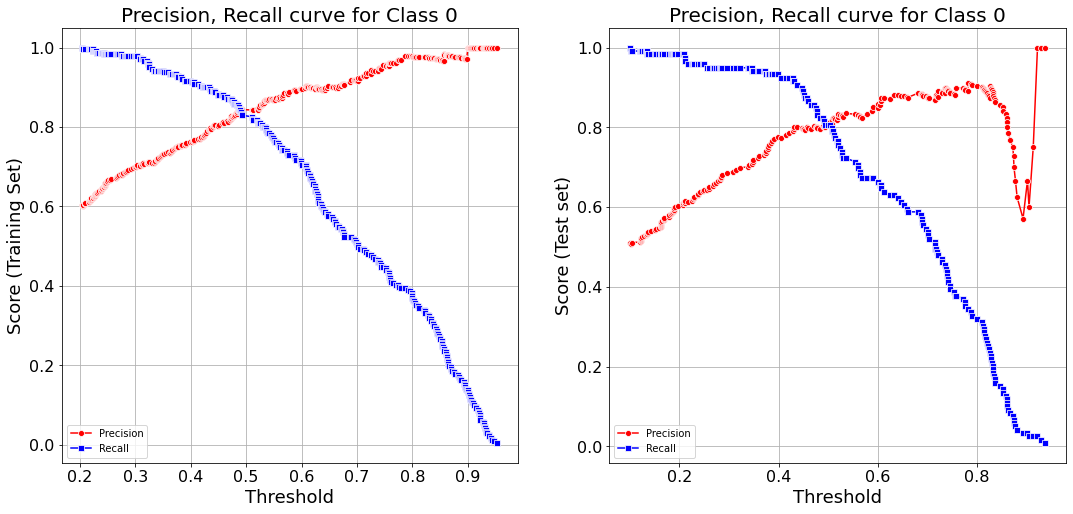 Precision, Recall curve for Class 0
Score (Training Set)
1.0
0.8
0.6
0.4
0.2
0.0
0.2 0.3 0.4 0.5 0.6 0.7 0.8 0.9
Threshold
Precision
Recall
Precision, Recall curve for Class 0
Score (Test set)
1.0
0.8
0.6
0.4
0.2
0.0
0.2 0.4 0.6 0.8
Threshold
Precision
Recall